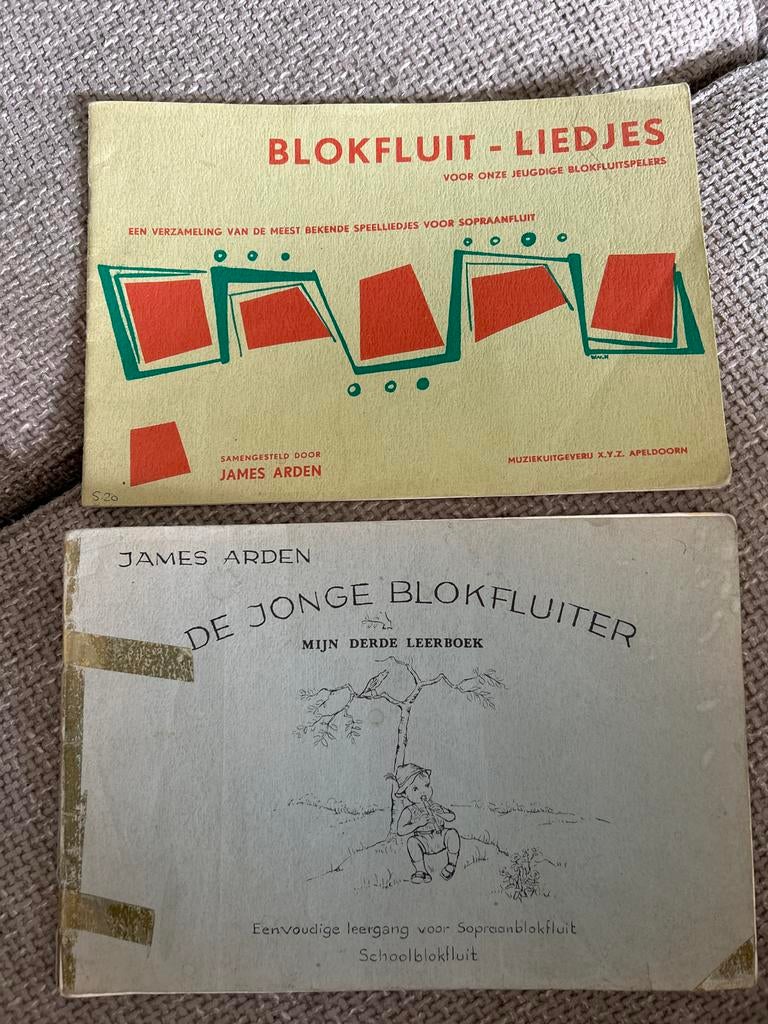 BLOKFLUIT - LIEDJES
VOOR ONZE JEUGDIGE BLOKFLUITSPELERS
EEN VERZAMELING VAN DE MEEST BEKENDE SPEELLIEDJES VOOR SOPRAANFLUIT
SAMENGESTELD DOOR
JAMES ARDEN
MUZIEKUITGEVERIJ X.Y.Z. APELDOORN
S.20
JAMES ARDEN
DE JONGE BLOKFLUITER
MIJN DERDE LEERBOEK
Eenvoudige leergang voor Sopraanblokfluit
Schoolblokfluit